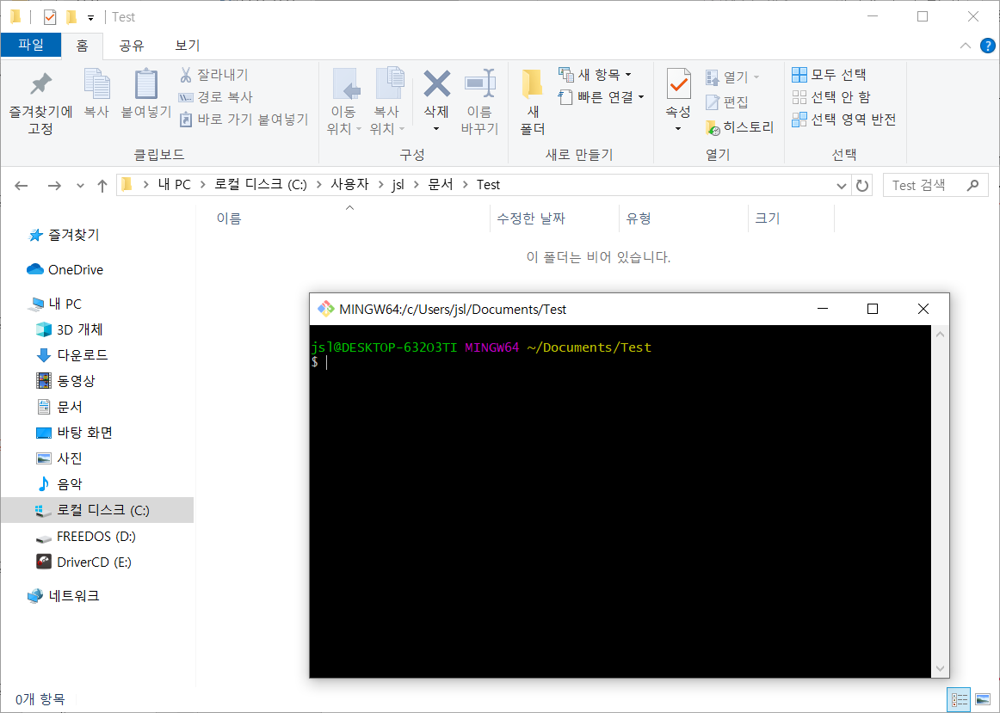 Test
파일 홈 공유 보기
즐겨찾기에 고정
복사
붙여넣기
잘라내기
경로 복사
바로 가기 붙여넣기
클립보드
이동 위치
복사 위치
삭제
이름 바꾸기
구성
새 폴더
새 항목
빠른 연결
새로 만들기
속성
열기
편집
히스토리
열기
모두 선택
선택 안 함
선택 영역 반전
선택
내 PC > 로컬 디스크 (C:) > 사용자 > jsl > 문서 > Test
Test 검색
이름 수정한 날짜 유형 크기
이 폴더는 비어 있습니다.
즐겨찾기
OneDrive
내 PC
3D 개체
다운로드
동영상
문서
바탕 화면
사진
음악
로컬 디스크 (C:)
FREEDOS (D:)
DriverCD (E:)
네트워크
MINGW64:/c/Users/jsl/Documents/Test
jsl@DESKTOP-632O3TI MINGW64 ~/Documents/Test
$
0개 항목